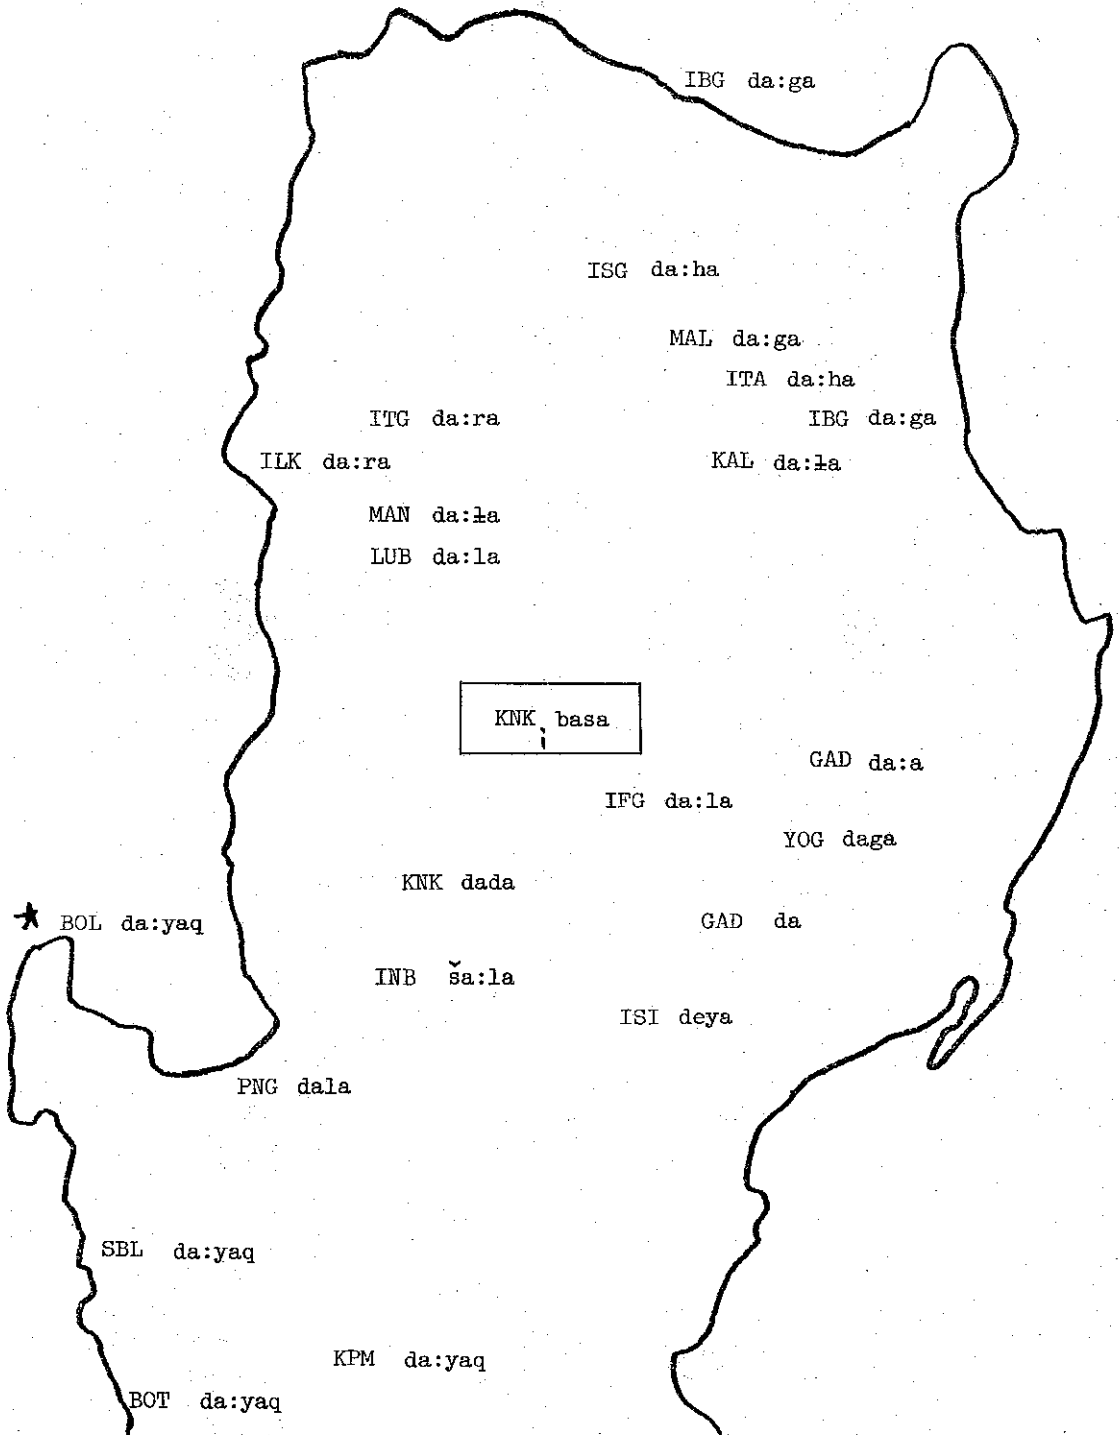 IBG da:ga
ISG da:ha
MAL da:ga
ITA da:ha
ITG da:ra
IBG da:ga
ILK da:ra
KAL da:ɫa
MAN da:ɫa
LUB da:la
KNK basa
GAD da:a
IFG da:la
YOG daga
KNK dada
★ BOL da:yaq
GAD da
INB ša:la
ISI deya
PNG dala
SBL da:yaq
KPM da:yaq
BOT da:yaq